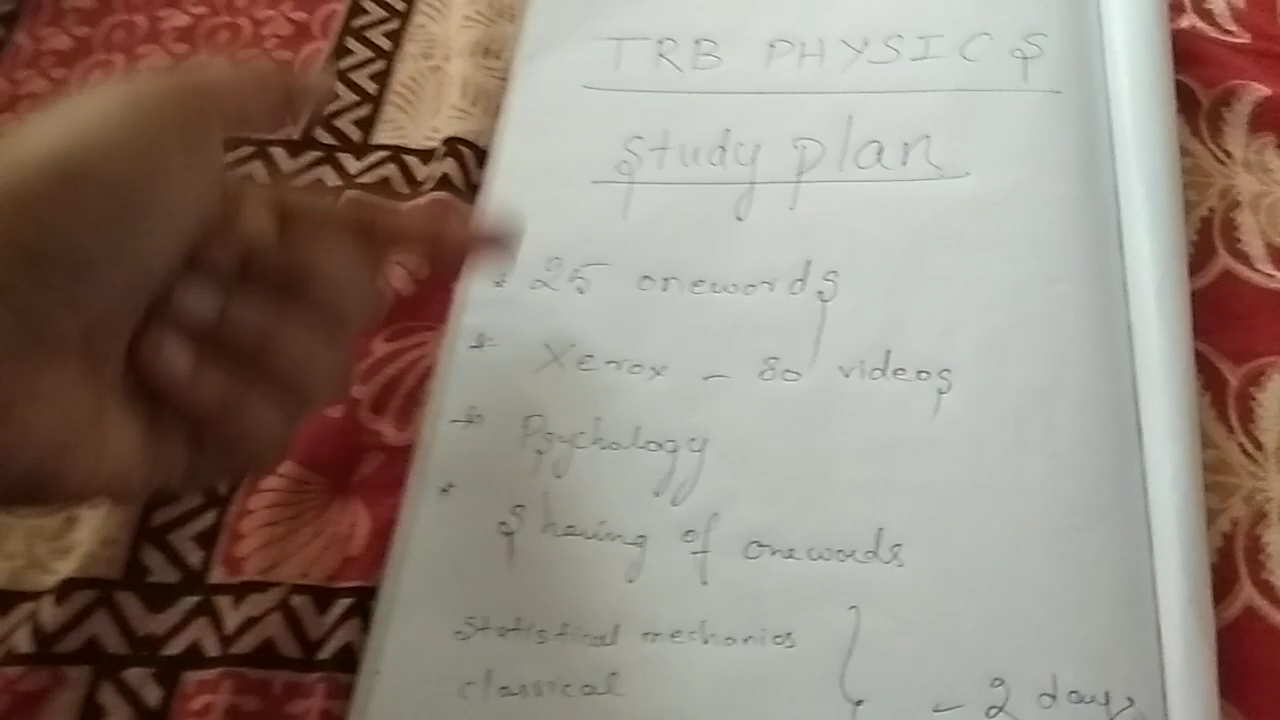 TRB PHYSICS
Study plan
* 25 onewords
* Xerox - 80 videos
* Psychology
* Sharing of onewords
Statistical mechanics
classical } - 2 days